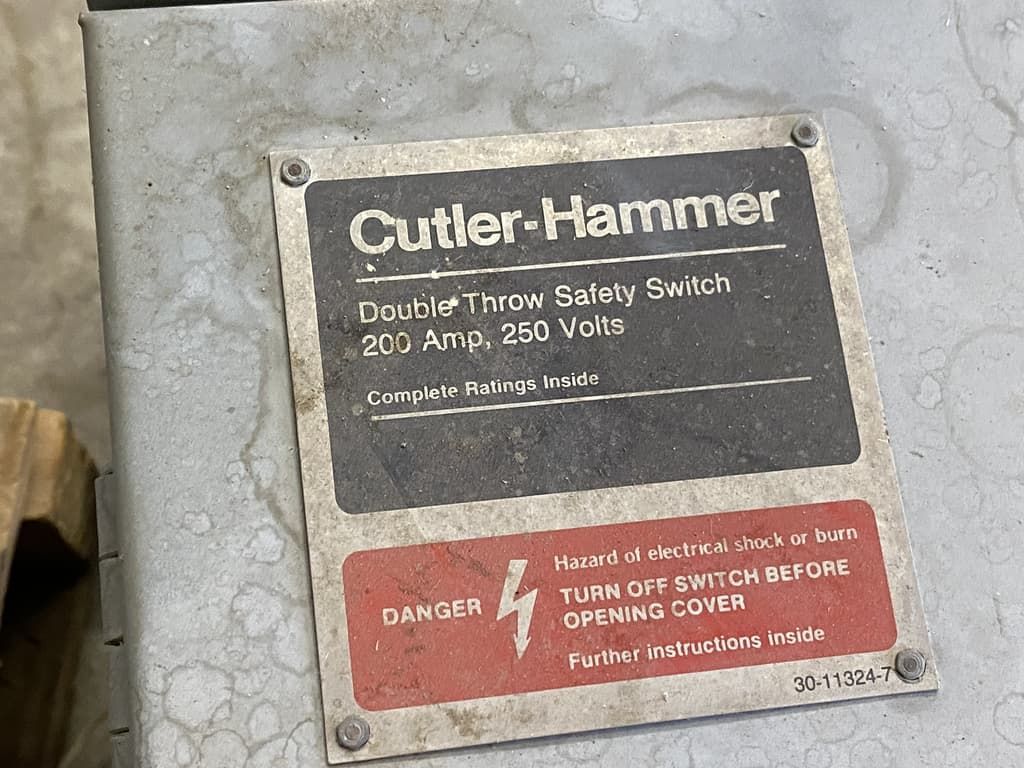 Cutler-Hammer
Double Throw Safety Switch
200 Amp, 250 Volts
Complete Ratings Inside
DANGER
Hazard of electrical shock or burn
TURN OFF SWITCH BEFORE
OPENING COVER
Further instructions inside
30-11324-7